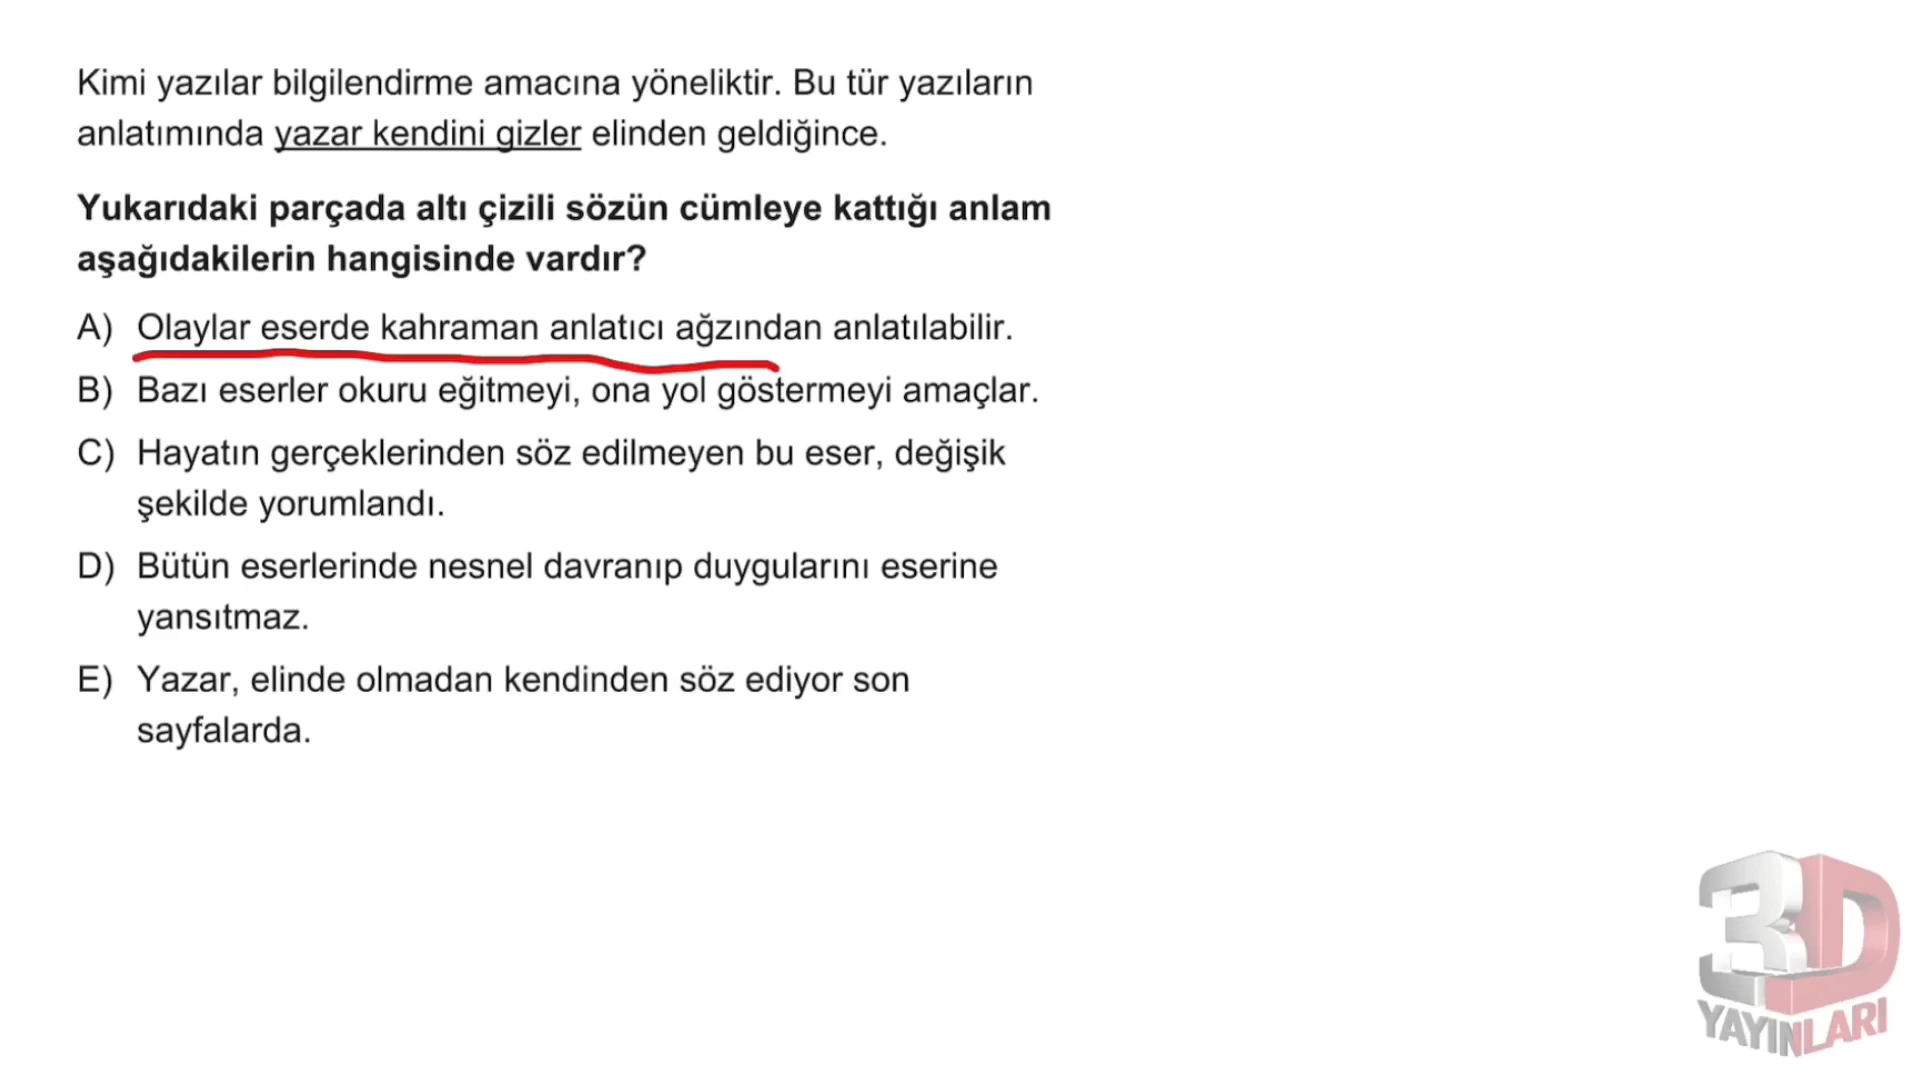 Kimi yazılar bilgilendirme amacına yöneliktir. Bu tür yazıların
anlatımında yazar kendini gizler elinden geldiğince.
Yukarıdaki parçada altı çizili sözün cümleye kattığı anlam
aşağıdakilerin hangisinde vardır?
A) Olaylar eserde kahraman anlatıcı ağzından anlatılabilir.
B) Bazı eserler okuru eğitmeyi, ona yol göstermeyi amaçlar.
C) Hayatın gerçeklerinden söz edilmeyen bu eser, değişik
şekilde yorumlandı.
D) Bütün eserlerinde nesnel davranıp duygularını eserine
yansıtmaz.
E) Yazar, elinde olmadan kendinden söz ediyor son
sayfalarda.
3D
YAYINLARI